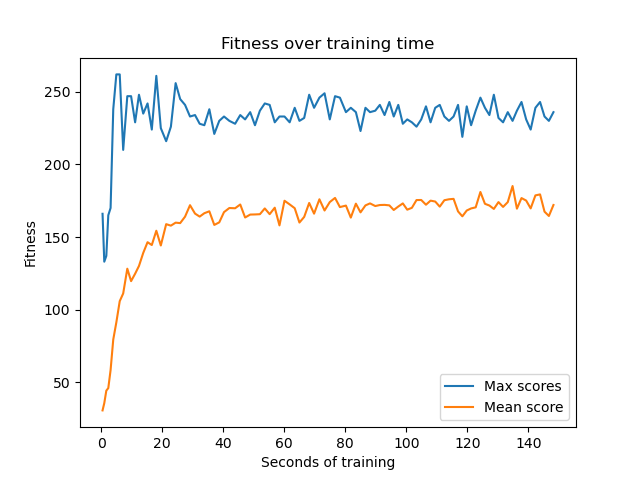 Fitness over training time
Fitness
250
200
150
100
50
0 20 40 60 80 100 120 140
Seconds of training
Max scores
Mean score